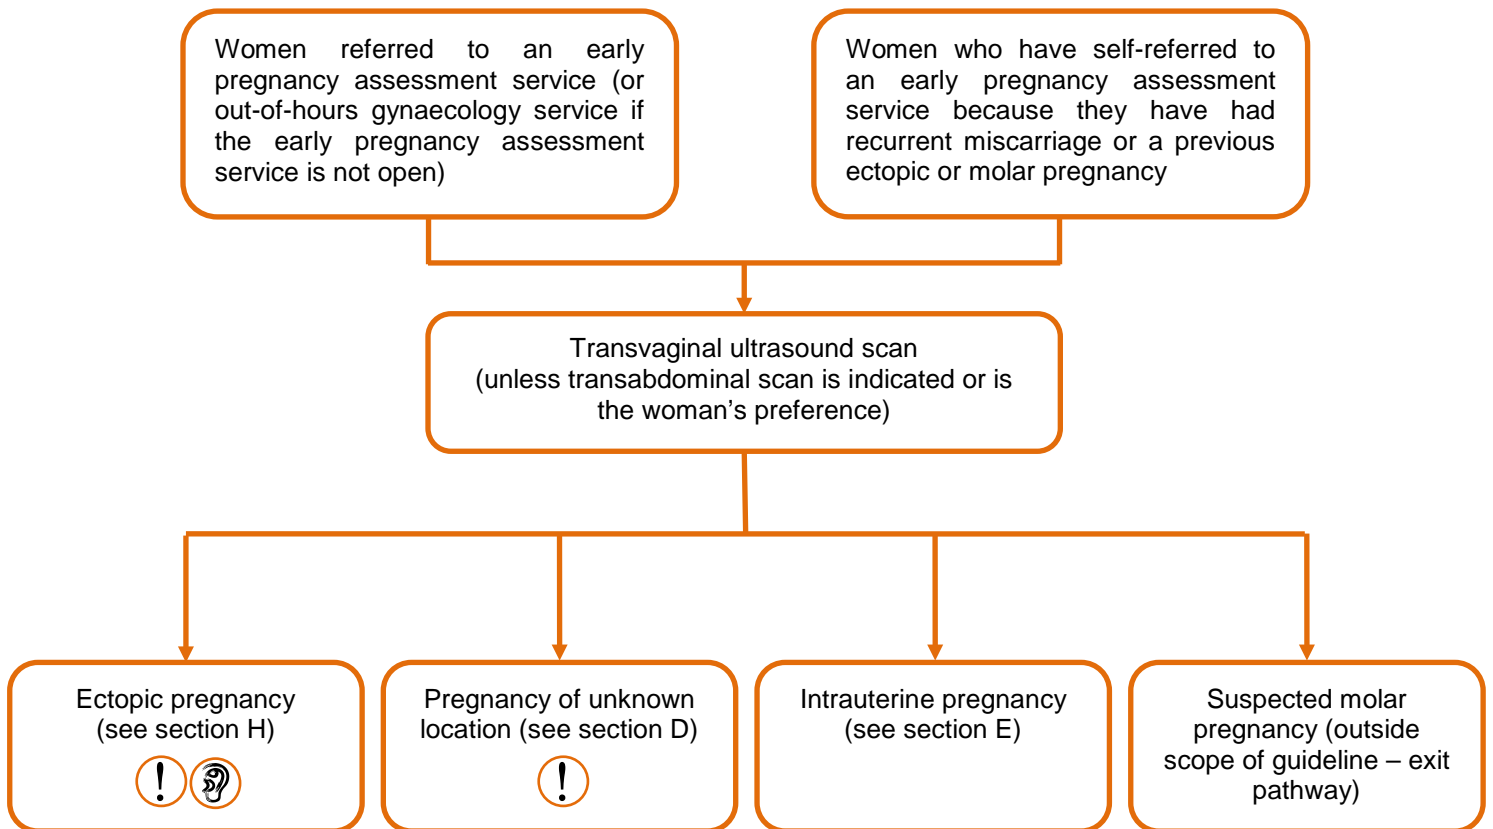 Women referred to an early
pregnancy assessment service (or
out-of-hours gynaecology service if
the early pregnancy assessment
service is not open)
Women who have self-referred to
an early pregnancy assessment
service because they have had
recurrent miscarriage or a previous
ectopic or molar pregnancy
Transvaginal ultrasound scan
(unless transabdominal scan is indicated or is
the woman’s preference)
Ectopic pregnancy
(see section H)
!
Pregnancy of unknown
location (see section D)
!
Intrauterine pregnancy
(see section E)
Suspected molar
pregnancy (outside
scope of guideline – exit
pathway)